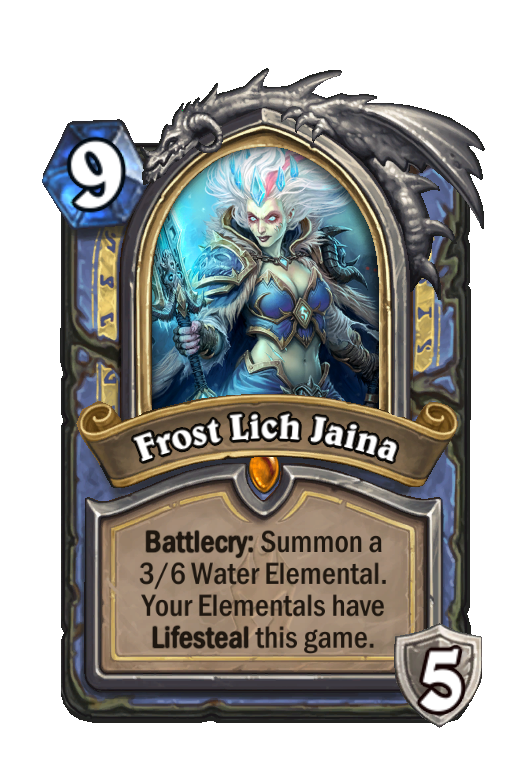 9
Frost Lich Jaina
Battlecry: Summon a
3/6 Water Elemental.
Your Elementals have
Lifesteal this game.
5